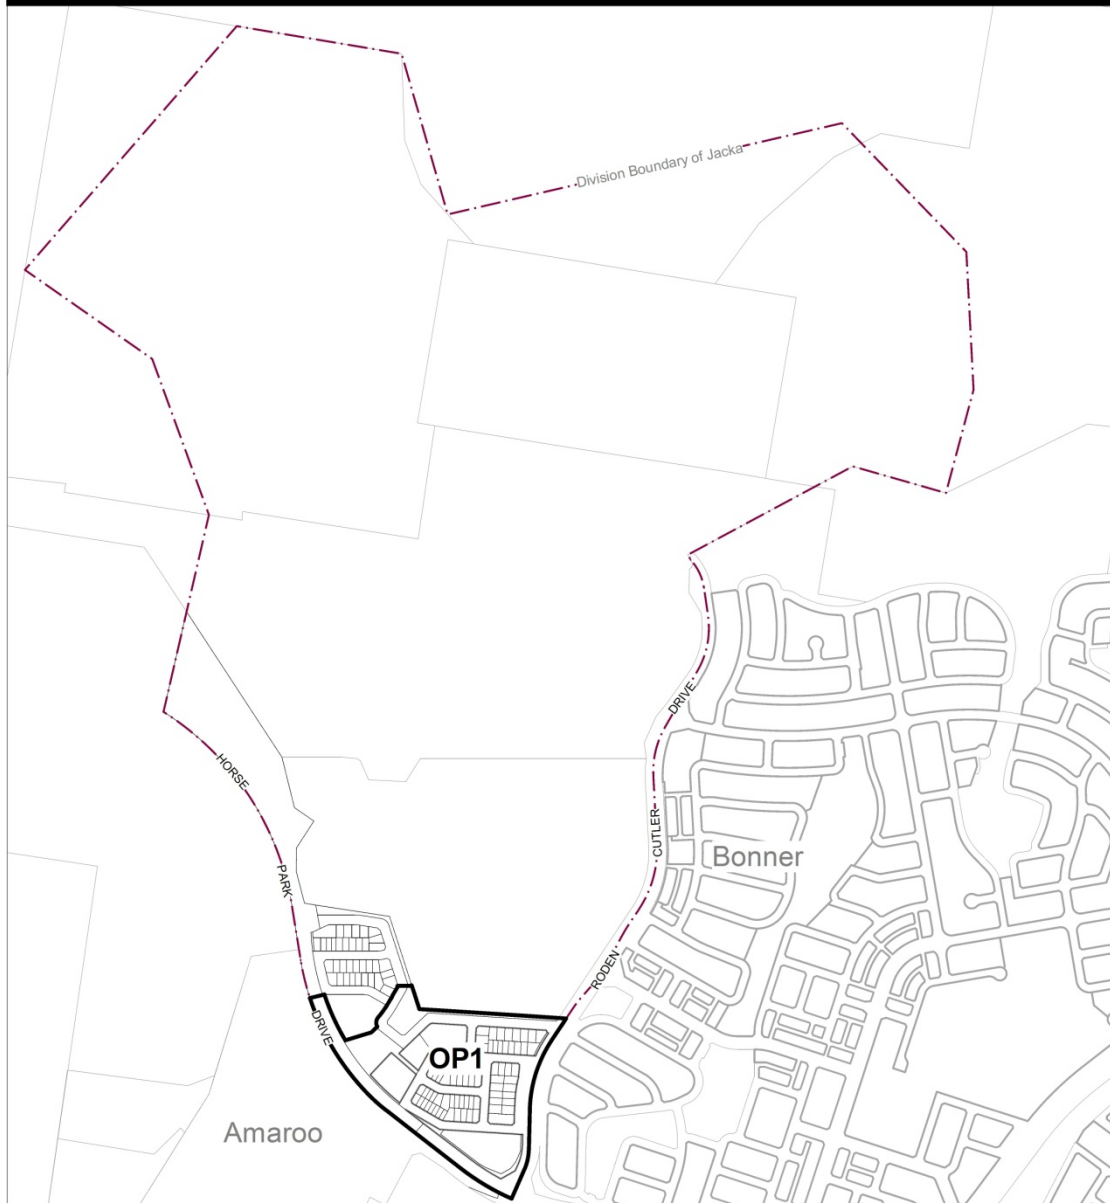 Division Boundary of Jacka
HORSE
PARK
DRIVE
DRIVE
CUTLER
RODEN
Bonner
OP1
Amaroo